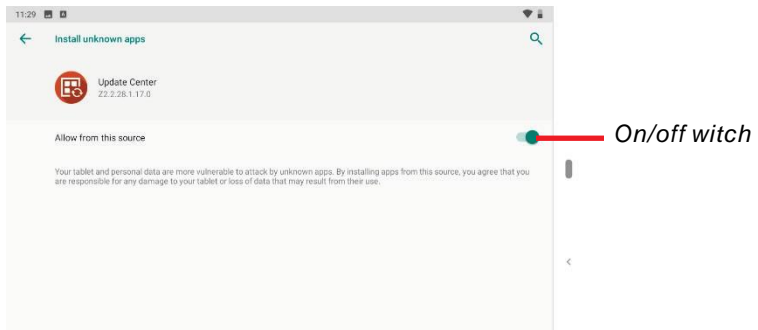 11:29
Install unknown apps
Update Center
Z2.2.28.1.17.0
Allow from this source
On/off witch
Your tablet and personal data are more vulnerable to attack by unknown apps. By installing apps from this source, you agree that you
are responsible for any damage to your tablet or loss of data that may result from their use.